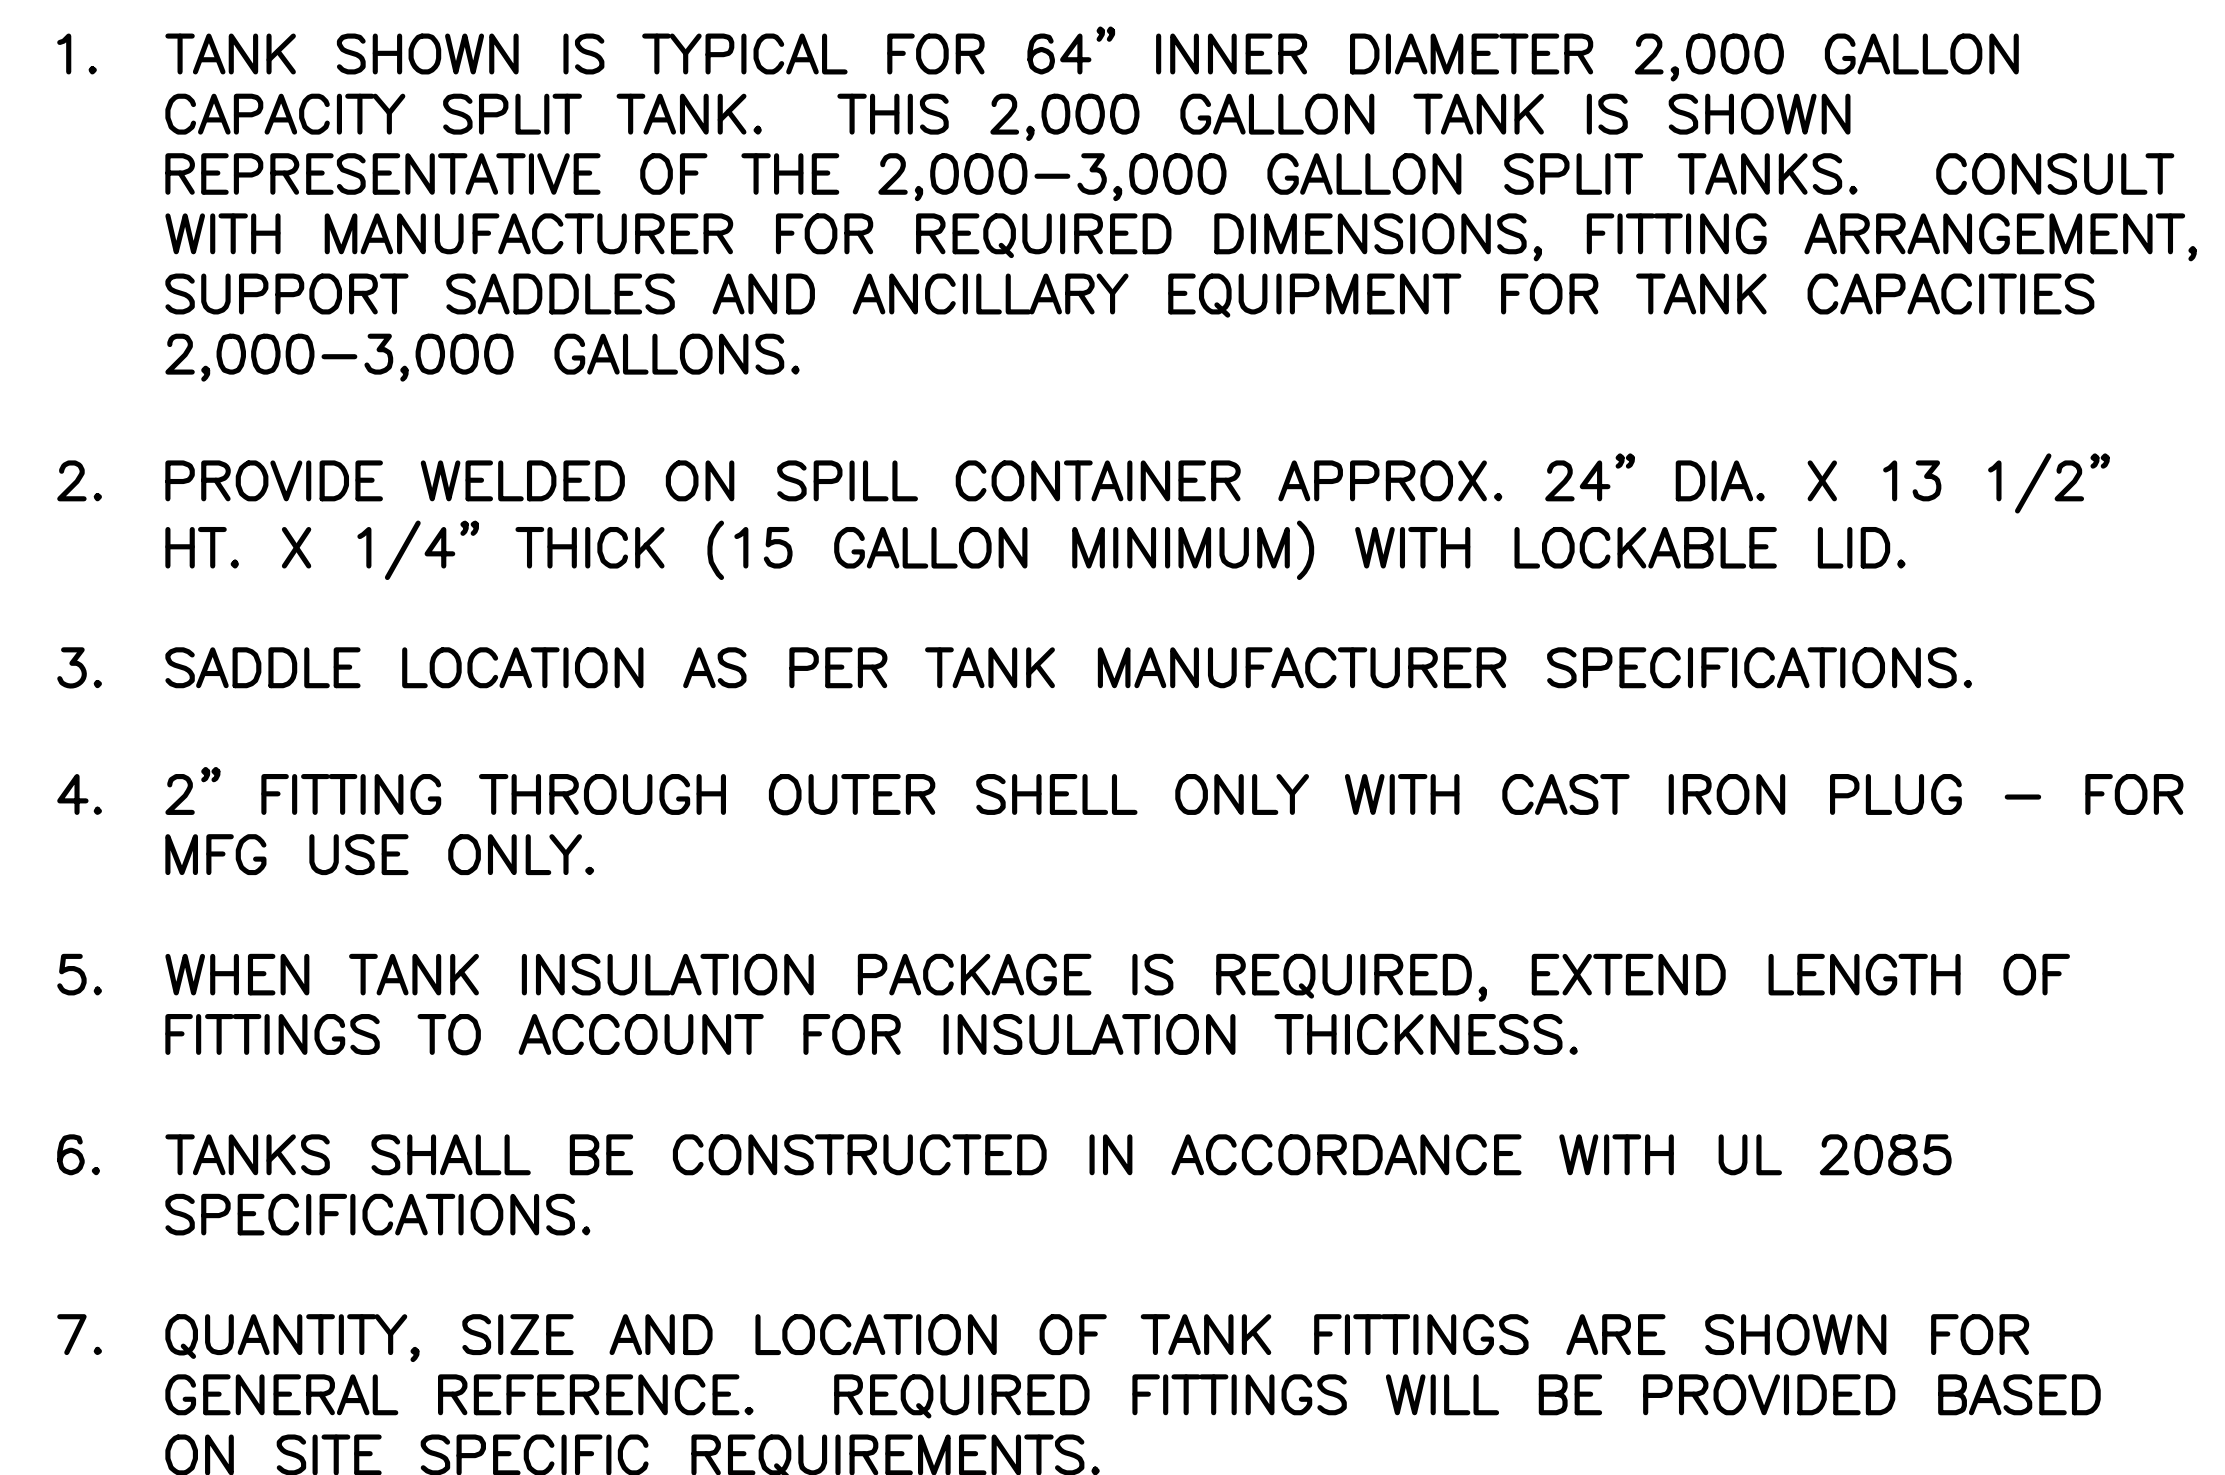 1. TANK SHOWN IS TYPICAL FOR 64” INNER DIAMETER 2,000 GALLON
CAPACITY SPLIT TANK.  THIS 2,000 GALLON TANK IS SHOWN
REPRESENTATIVE OF THE 2,000–3,000 GALLON SPLIT TANKS.  CONSULT
WITH MANUFACTURER FOR REQUIRED DIMENSIONS, FITTING ARRANGEMENT,
SUPPORT SADDLES AND ANCILLARY EQUIPMENT FOR TANK CAPACITIES
2,000–3,000 GALLONS.
2. PROVIDE WELDED ON SPILL CONTAINER APPROX. 24” DIA. X 13 1/2”
HT. X 1/4” THICK (15 GALLON MINIMUM) WITH LOCKABLE LID.
3. SADDLE LOCATION AS PER TANK MANUFACTURER SPECIFICATIONS.
4. 2” FITTING THROUGH OUTER SHELL ONLY WITH CAST IRON PLUG – FOR
MFG USE ONLY.
5. WHEN TANK INSULATION PACKAGE IS REQUIRED, EXTEND LENGTH OF
FITTINGS TO ACCOUNT FOR INSULATION THICKNESS.
6. TANKS SHALL BE CONSTRUCTED IN ACCORDANCE WITH UL 2085
SPECIFICATIONS.
7. QUANTITY, SIZE AND LOCATION OF TANK FITTINGS ARE SHOWN FOR
GENERAL REFERENCE.  REQUIRED FITTINGS WILL BE PROVIDED BASED
ON SITE SPECIFIC REQUIREMENTS.